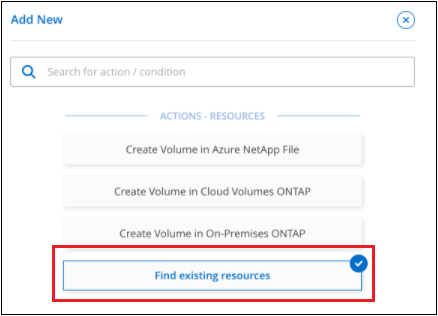 Add New
Search for action / condition
ACTIONS - RESOURCES
Create Volume in Azure NetApp File
Create Volume in Cloud Volumes ONTAP
Create Volume in On-Premises ONTAP
Find existing resources